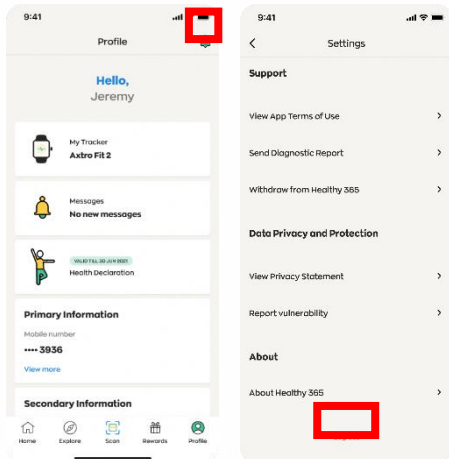 9:41
Profile
Hello,
Jeremy
My Tracker
Axtro Fit 2
Messages
No new messages
VALID TILL 30 JUN 2021
Health Declaration
Primary Information
Mobile number
•••• 3936
View more
Secondary Information
Home
Explore
Scan
Rewards
Profile
9:41
Settings
Support
View App Terms of Use
Send Diagnostic Report
Withdraw from Healthy 365
Data Privacy and Protection
View Privacy Statement
Report vulnerability
About
About Healthy 365